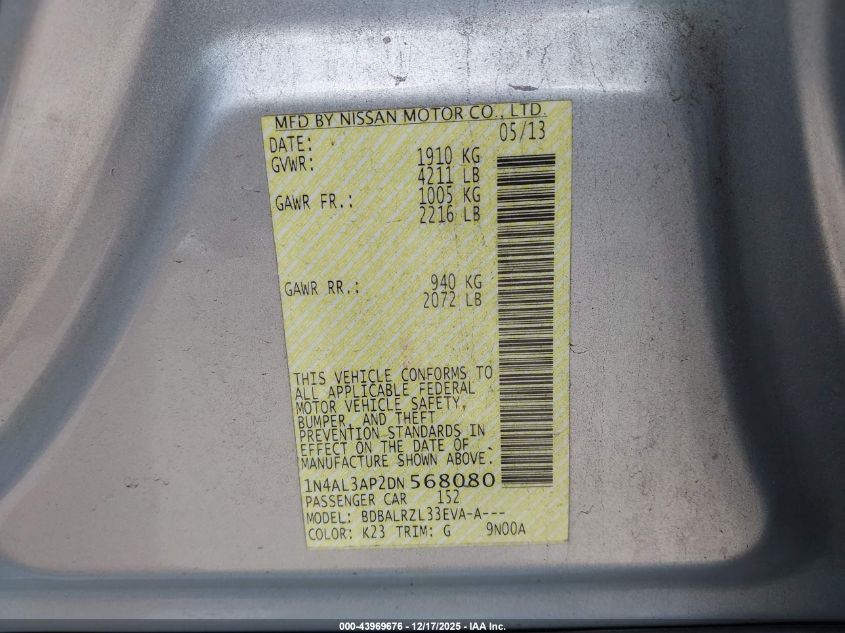 MFD BY NISSAN MOTOR CO., LTD.
DATE: 05/13
GVWR: 1910 KG
4211 LB
GAWR FR.: 1005 KG
2216 LB
GAWR RR.: 940 KG
2072 LB
THIS VEHICLE CONFORMS TO
ALL APPLICABLE FEDERAL
MOTOR VEHICLE SAFETY,
BUMPER, AND THEFT
PREVENTION STANDARDS IN
EFFECT ON THE DATE OF
MANUFACTURE SHOWN ABOVE.
1N4AL3AP2DN568080
PASSENGER CAR 152
MODEL: BDBALRZL33EVA-A---
COLOR: K23 TRIM: G 9N00A
000-43969676 – 12/17/2025 – IAA Inc.